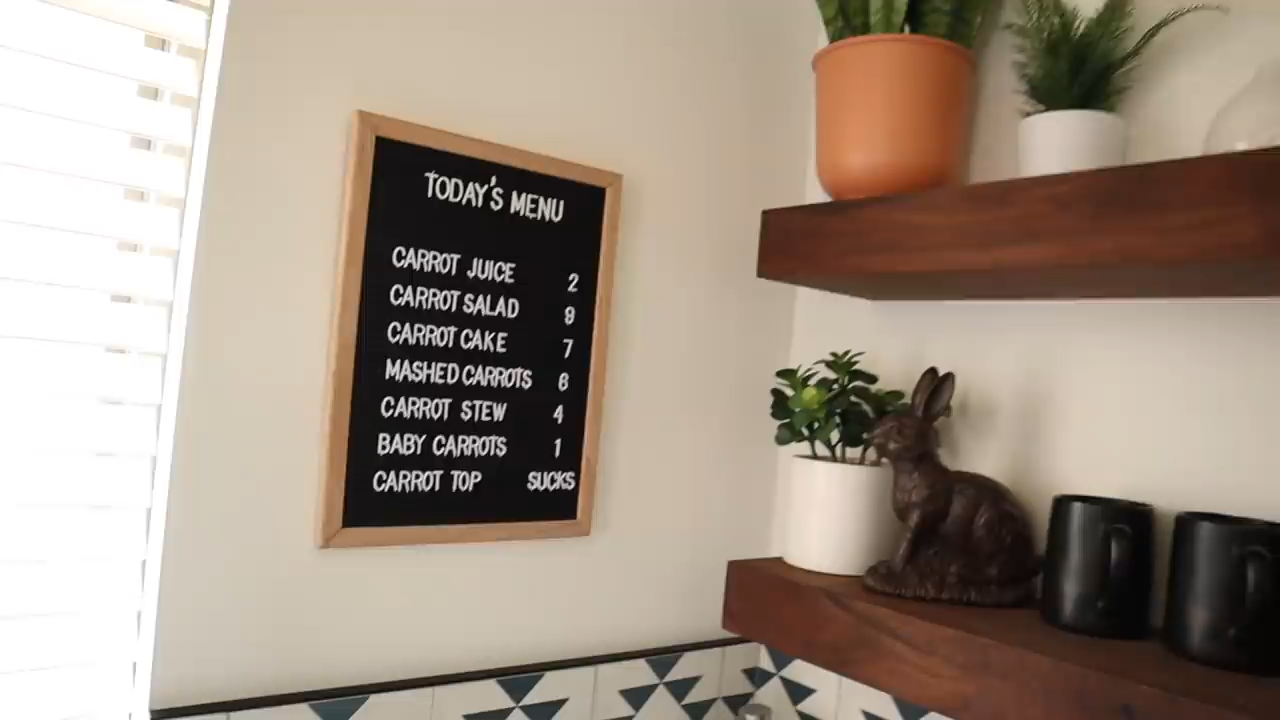 TODAY'S MENU
CARROT JUICE 2
CARROT SALAD 9
CARROT CAKE 7
MASHED CARROTS 6
CARROT STEW 4
BABY CARROTS 1
CARROT TOP SUCKS